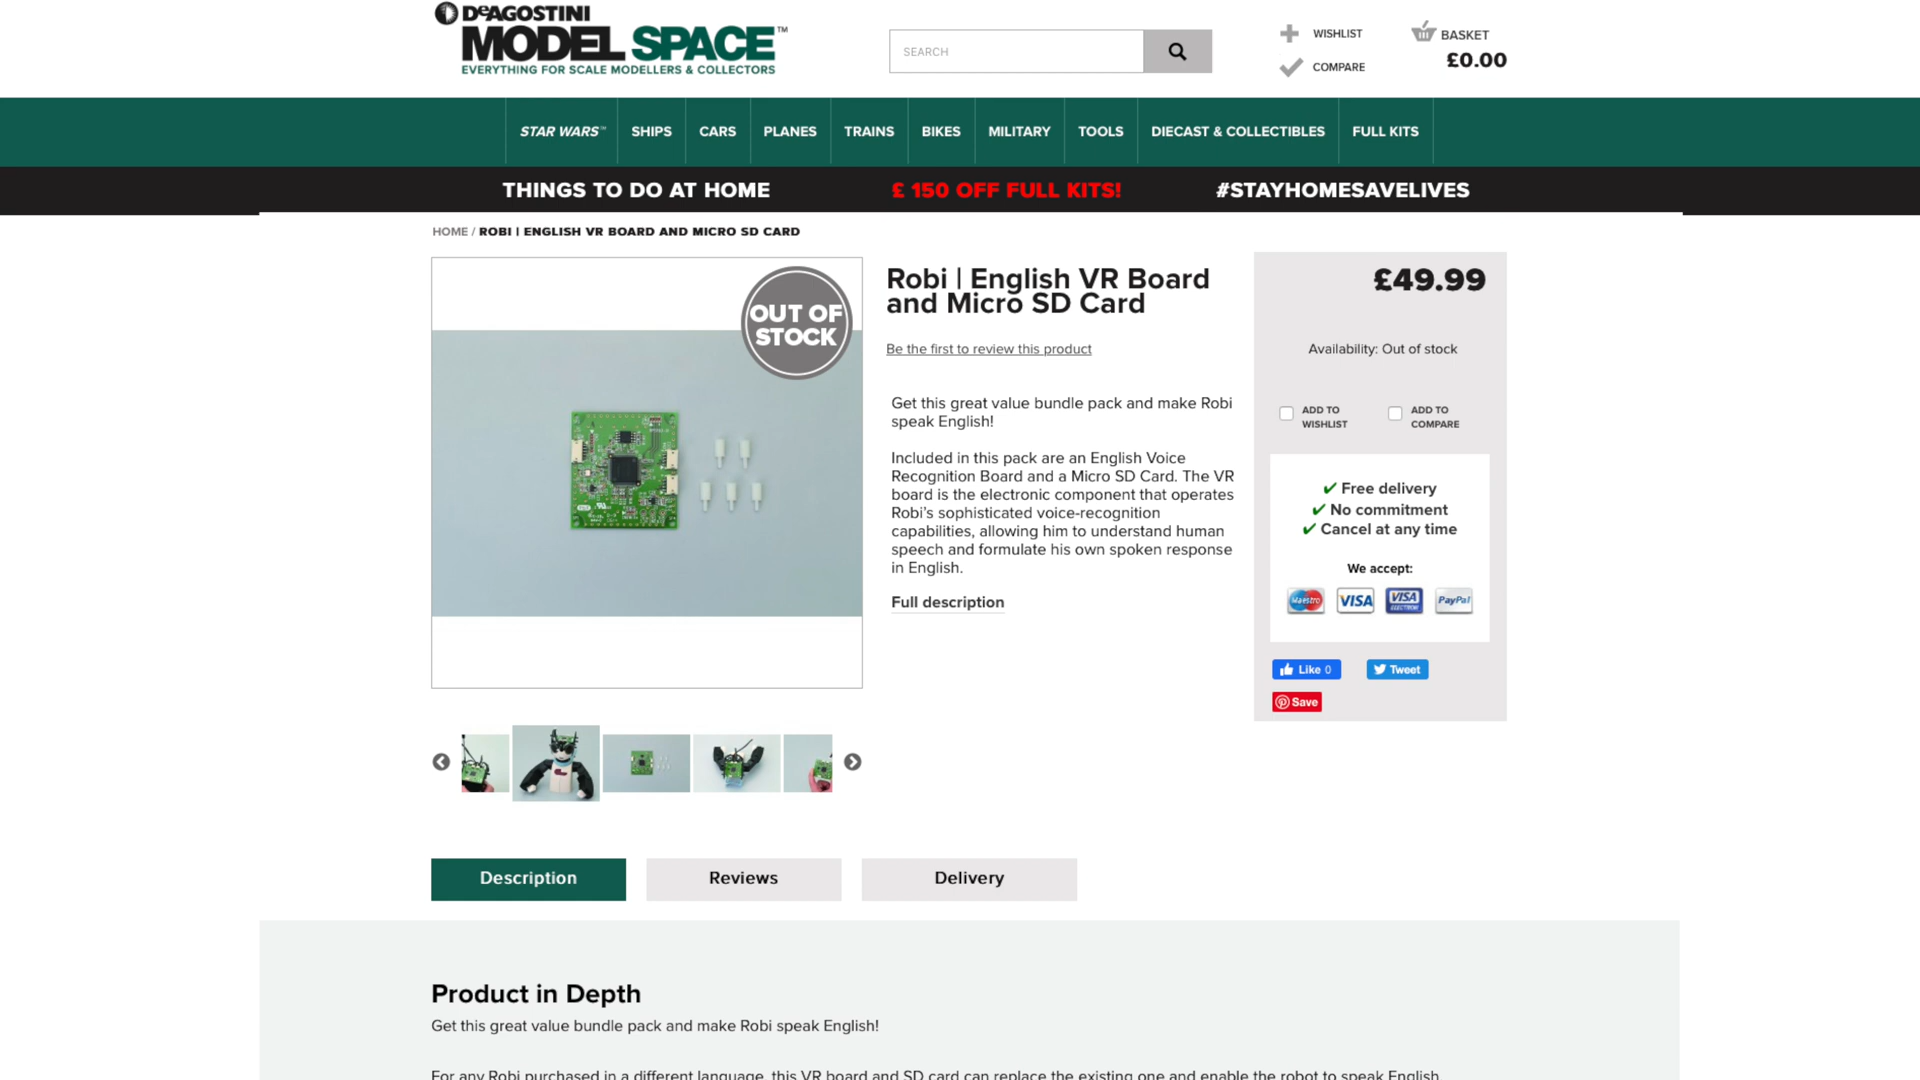 DeAGOSTINI
MODEL SPACE™
EVERYTHING FOR SCALE MODELLERS & COLLECTORS
SEARCH
WISHLIST
COMPARE
BASKET
£0.00
STAR WARS™ SHIPS CARS PLANES TRAINS BIKES MILITARY TOOLS DIECAST & COLLECTIBLES FULL KITS
THINGS TO DO AT HOME £ 150 OFF FULL KITS! #STAYHOMESAVELIVES
HOME / ROBI | ENGLISH VR BOARD AND MICRO SD CARD
OUT OF
STOCK
Robi | English VR Board
and Micro SD Card
Be the first to review this product
Get this great value bundle pack and make Robi
speak English!
Included in this pack are an English Voice
Recognition Board and a Micro SD Card. The VR
board is the electronic component that operates
Robi's sophisticated voice-recognition
capabilities, allowing him to understand human
speech and formulate his own spoken response
in English.
Full description
£49.99
Availability: Out of stock
ADD TO
WISHLIST
ADD TO
COMPARE
✔ Free delivery
✔ No commitment
✔ Cancel at any time
We accept:
Maestro VISA VISA ELECTRON PayPal
Like 0
Tweet
Save
Description Reviews Delivery
Product in Depth
Get this great value bundle pack and make Robi speak English!
For any Robi purchased in a different language, this VR board and SD card can replace the existing one and enable the robot to speak English.